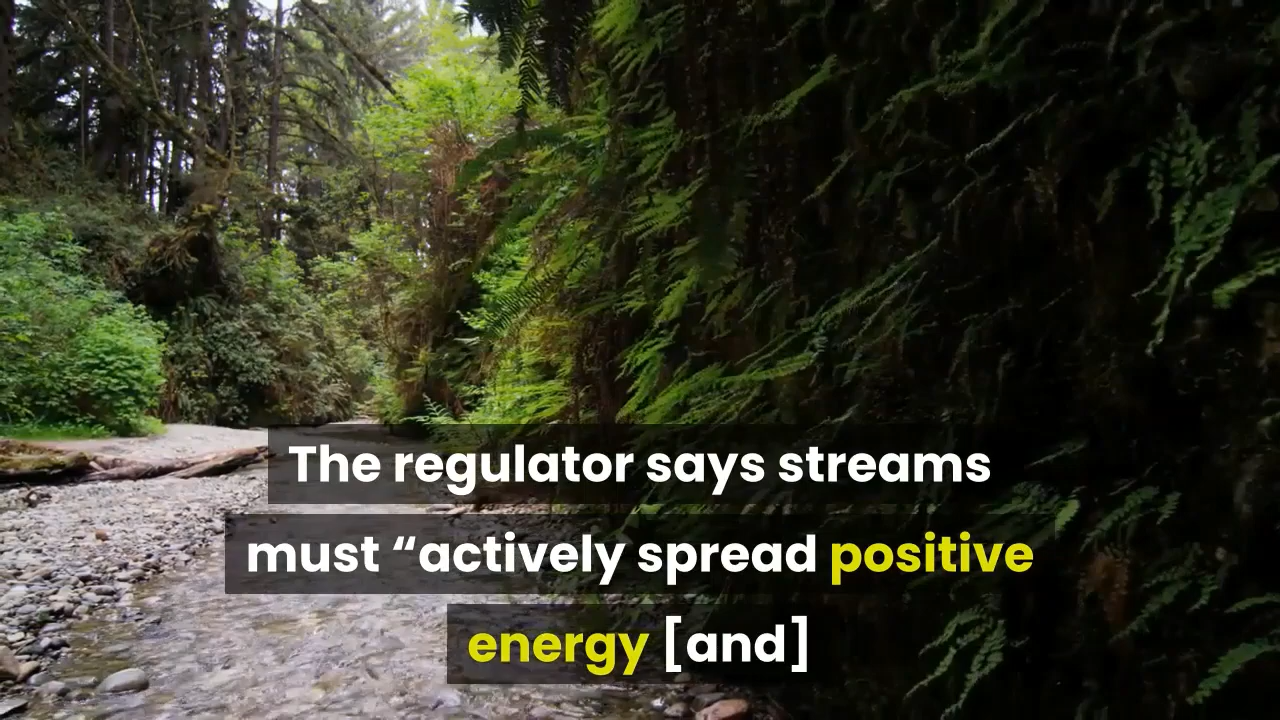 The regulator says streams
must “actively spread positive
energy [and]